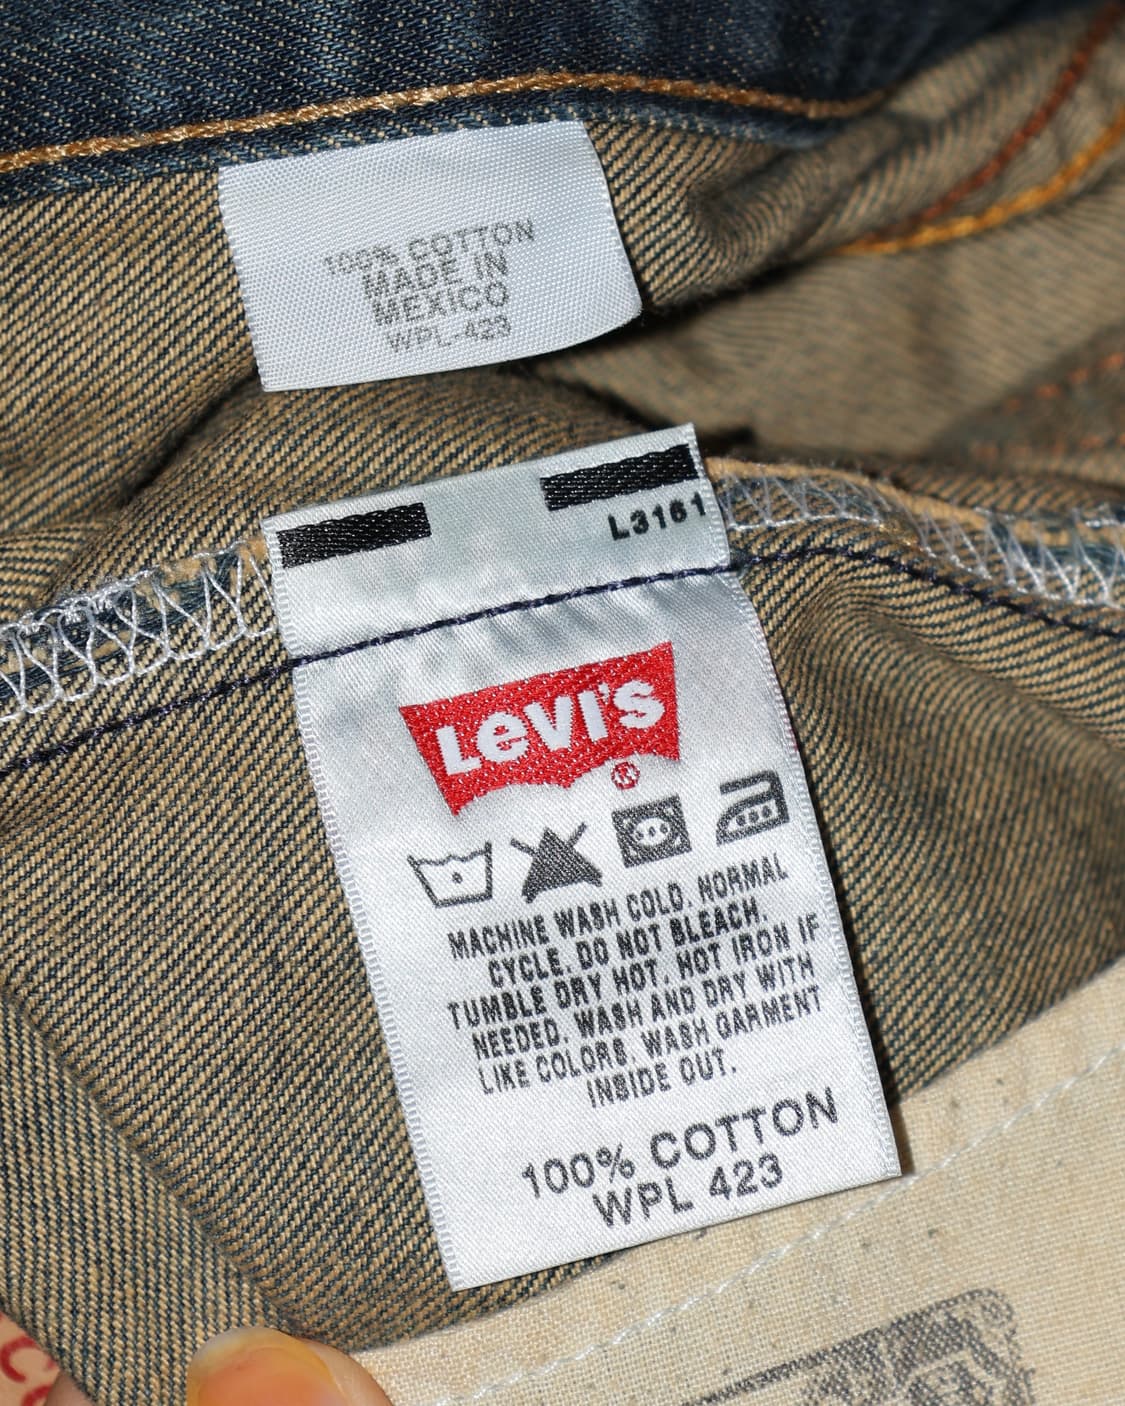 100% COTTON
MADE IN
MEXICO
WPL-423
L3161
Levi's
®
MACHINE WASH COLD. NORMAL
CYCLE. DO NOT BLEACH.
TUMBLE DRY HOT. HOT IRON IF
NEEDED. WASH AND DRY WITH
LIKE COLORS. WASH GARMENT
INSIDE OUT.
100% COTTON
WPL 423